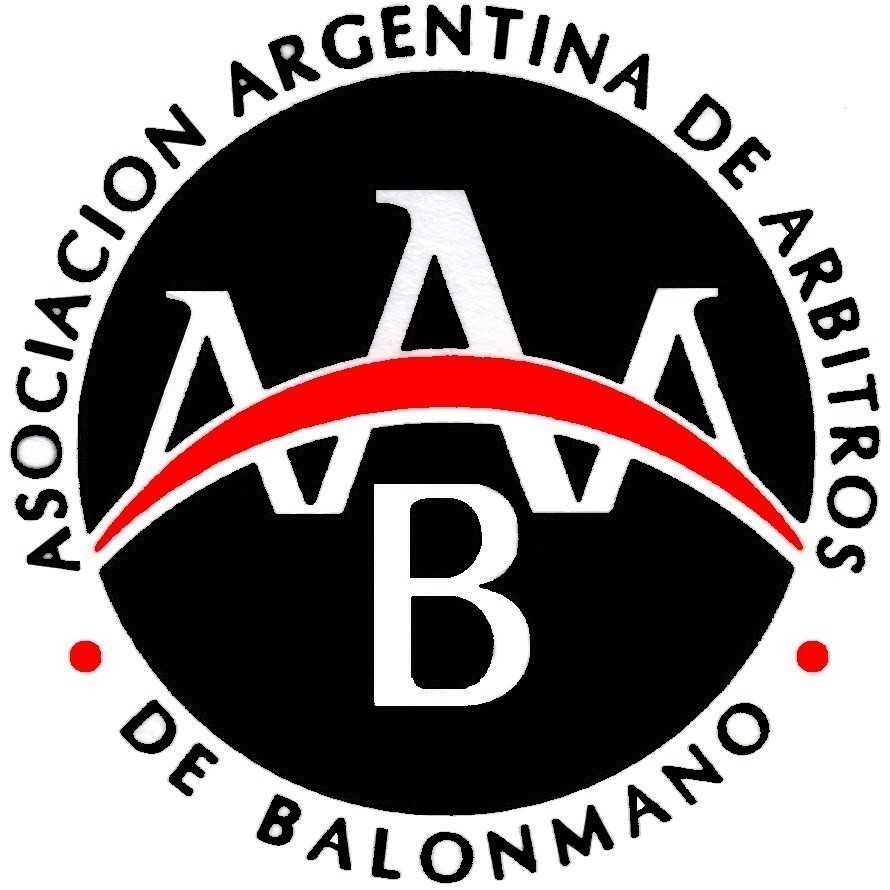 ASOCIACION ARGENTINA DE ARBITROS
AAA
B
DE BALONMANO